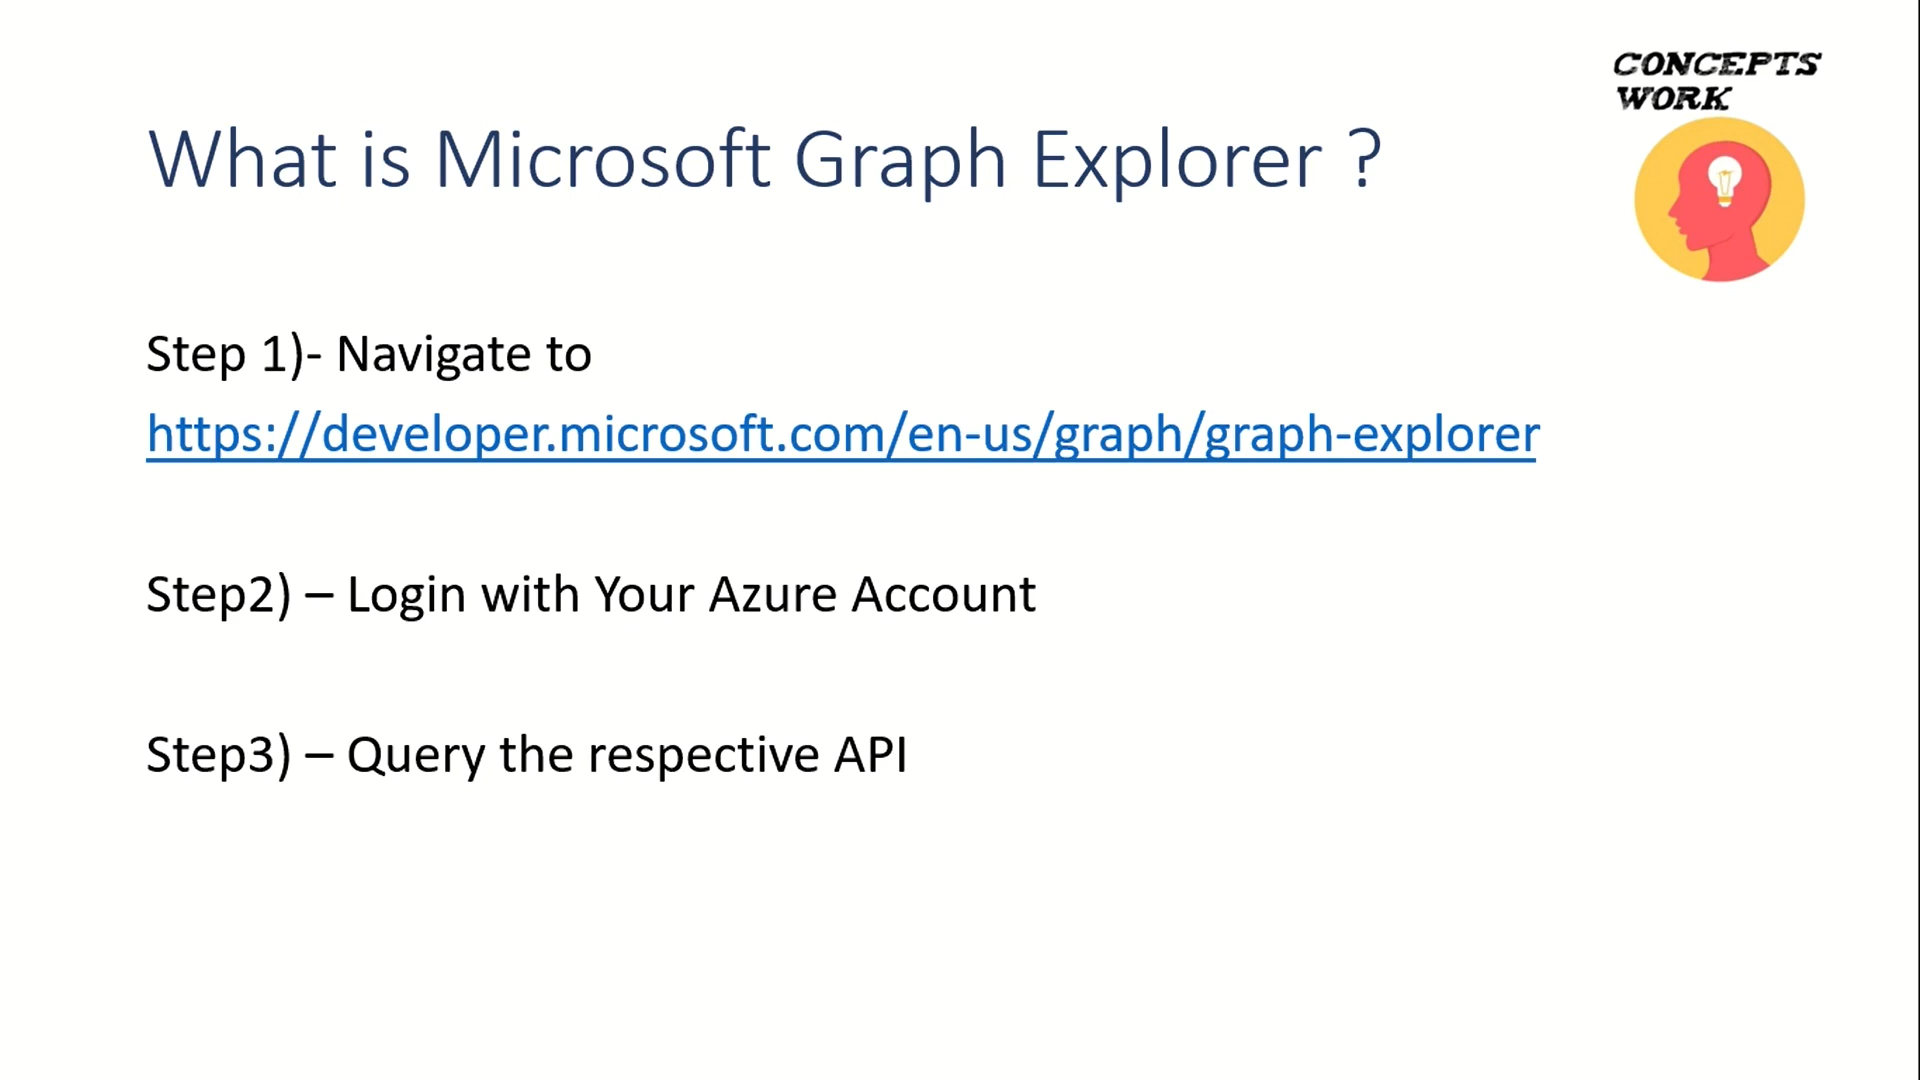 CONCEPTS
WORK
What is Microsoft Graph Explorer ?
Step 1)- Navigate to
https://developer.microsoft.com/en-us/graph/graph-explorer
Step2) – Login with Your Azure Account
Step3) – Query the respective API